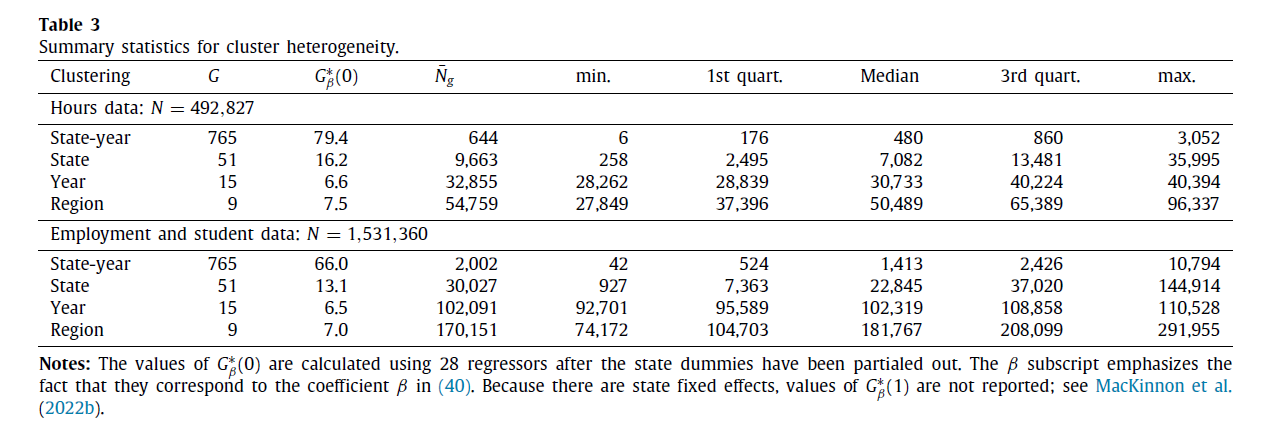 Table 3
Summary statistics for cluster heterogeneity.
Clustering G G*β(0) N̄g min. 1st quart. Median 3rd quart. max.
Hours data: N = 492,827
State-year 765 79.4 644 6 176 480 860 3,052
State 51 16.2 9,663 258 2,495 7,082 13,481 35,995
Year 15 6.6 32,855 28,262 28,839 30,733 40,224 40,394
Region 9 7.5 54,759 27,849 37,396 50,489 65,389 96,337
Employment and student data: N = 1,531,360
State-year 765 66.0 2,002 42 524 1,413 2,426 10,794
State 51 13.1 30,027 927 7,363 22,845 37,020 144,914
Year 15 6.5 102,091 92,701 95,589 102,319 108,858 110,528
Region 9 7.0 170,151 74,172 104,703 181,767 208,099 291,955
Notes: The values of G*β(0) are calculated using 28 regressors after the state dummies have been partialed out. The β subscript emphasizes the
fact that they correspond to the coefficient β in (40). Because there are state fixed effects, values of G*β(1) are not reported; see MacKinnon et al.
(2022b).